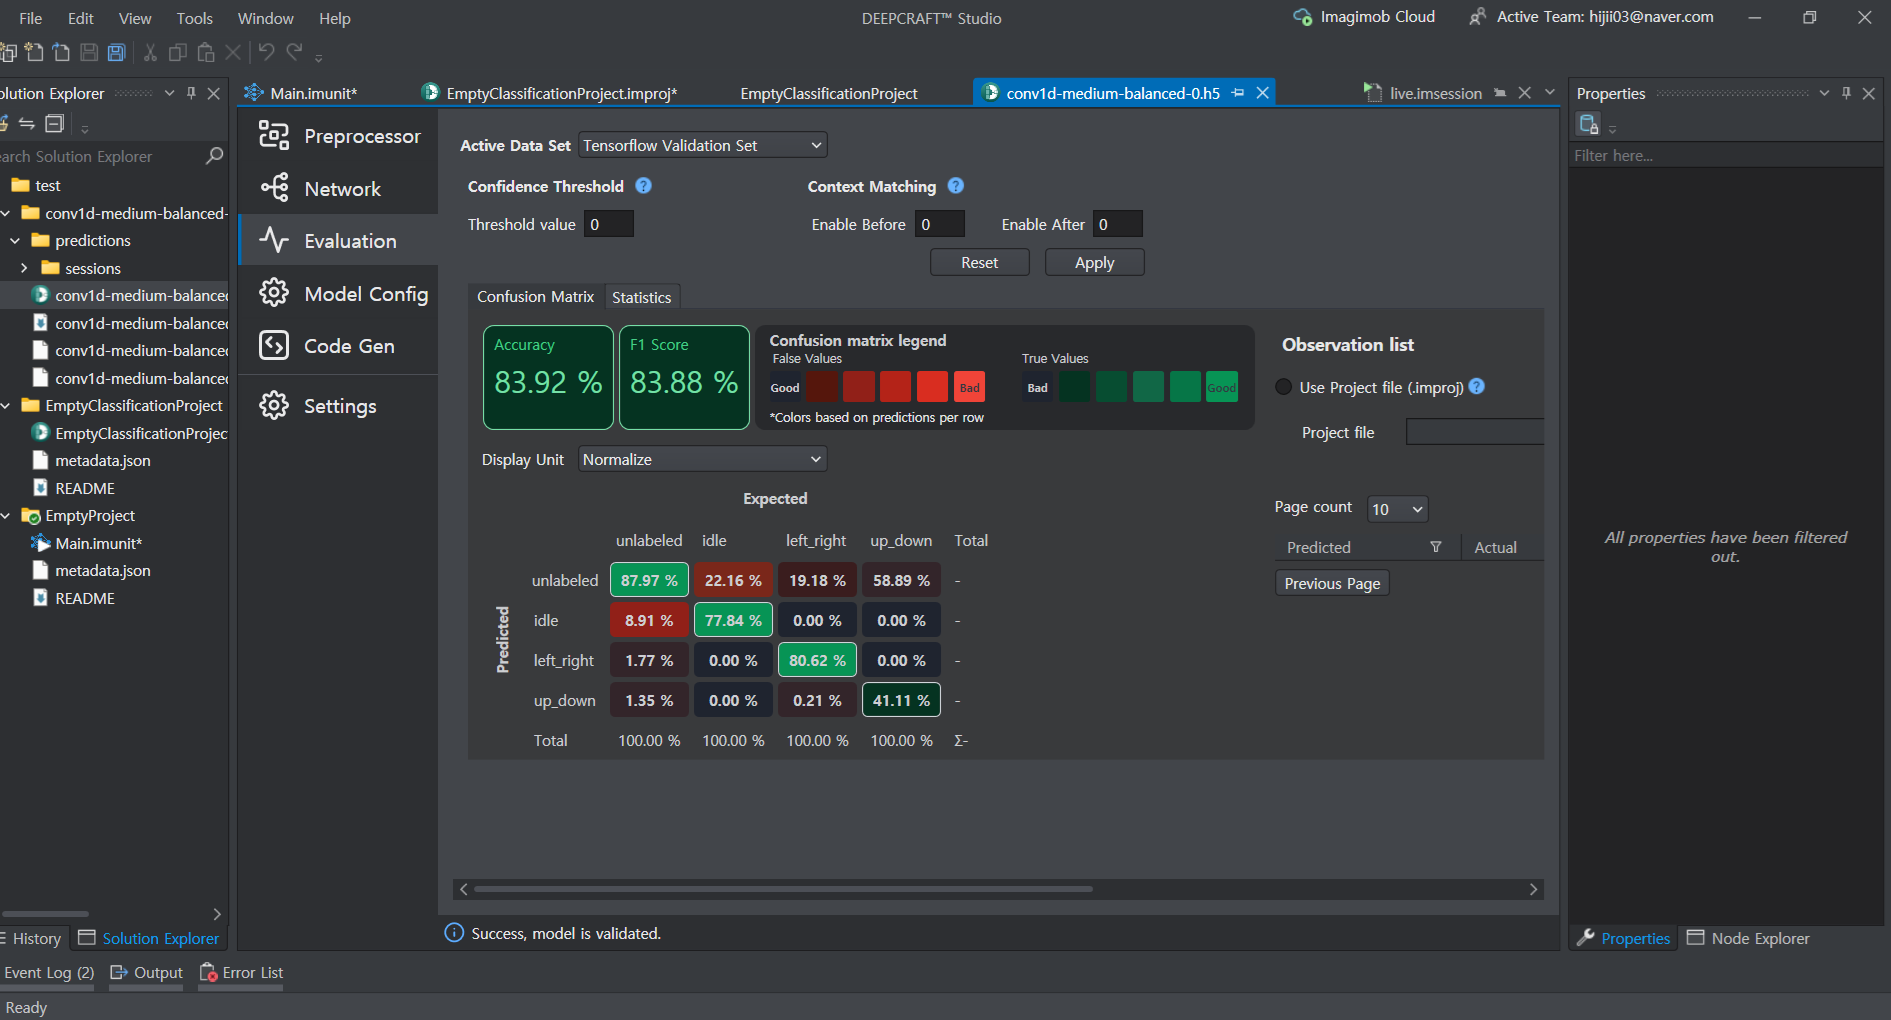 File Edit View Tools Window Help
DEEPCRAFT™ Studio
Imagimob Cloud
Active Team: hijii03@naver.com
olution Explorer
Main.imunit*
EmptyClassificationProject.improj*
EmptyClassificationProject
conv1d-medium-balanced-0.h5
live.imsession
Properties
earch Solution Explorer
Filter here...
test
conv1d-medium-balanced-
predictions
sessions
conv1d-medium-balanced
conv1d-medium-balanced
conv1d-medium-balanced
conv1d-medium-balanced
EmptyClassificationProject
EmptyClassificationProjec
metadata.json
README
EmptyProject
Main.imunit*
metadata.json
README
Preprocessor
Network
Evaluation
Model Config
Code Gen
Settings
Active Data Set Tensorflow Validation Set
Confidence Threshold ?
Context Matching ?
Threshold value 0
Enable Before 0
Enable After 0
Reset
Apply
Confusion Matrix
Statistics
Accuracy
83.92 %
F1 Score
83.88 %
Confusion matrix legend
False Values
True Values
Good
Bad
Bad
Good
*Colors based on predictions per row
Display Unit Normalize
Expected
unlabeled idle left_right up_down Total
Predicted
unlabeled 87.97 % 22.16 % 19.18 % 58.89 % -
idle 8.91 % 77.84 % 0.00 % 0.00 % -
left_right 1.77 % 0.00 % 80.62 % 0.00 % -
up_down 1.35 % 0.00 % 0.21 % 41.11 % -
Total 100.00 % 100.00 % 100.00 % 100.00 % Σ-
Observation list
Use Project file (.improj) ?
Project file
Page count 10
Predicted
Actual
Previous Page
All properties have been filtered
out.
Success, model is validated.
History
Solution Explorer
Properties
Node Explorer
Event Log (2)
Output
Error List
Ready